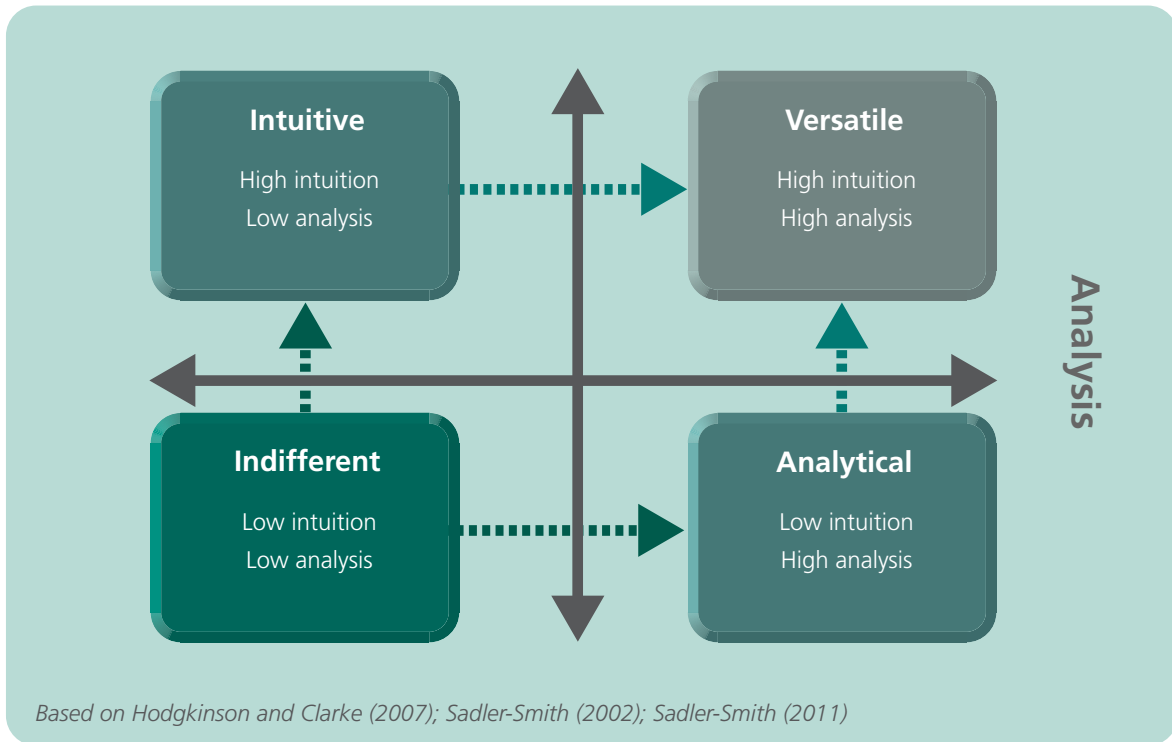 Intuitive
High intuition
Low analysis
Versatile
High intuition
High analysis
Analysis
Indifferent
Low intuition
Low analysis
Analytical
Low intuition
High analysis
Based on Hodgkinson and Clarke (2007); Sadler-Smith (2002); Sadler-Smith (2011)